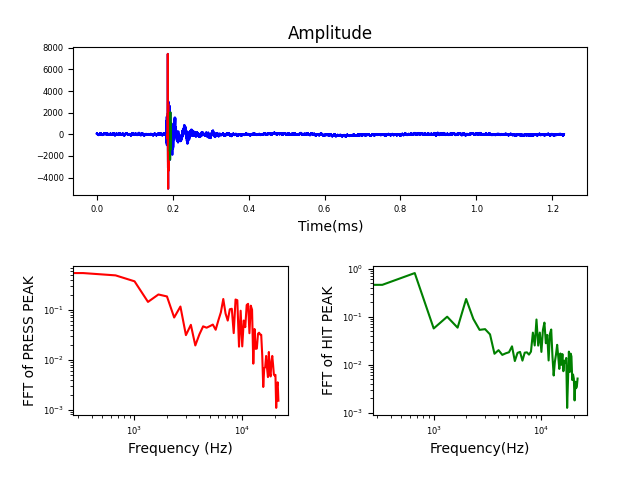 Amplitude
8000
6000
4000
2000
0
−2000
−4000
0.0 0.2 0.4 0.6 0.8 1.0 1.2
Time(ms)
FFT of PRESS PEAK
10⁻¹
10⁻²
10⁻³
10³ 10⁴
Frequency (Hz)
FFT of HIT PEAK
10⁰
10⁻¹
10⁻²
10⁻³
10³ 10⁴
Frequency(Hz)